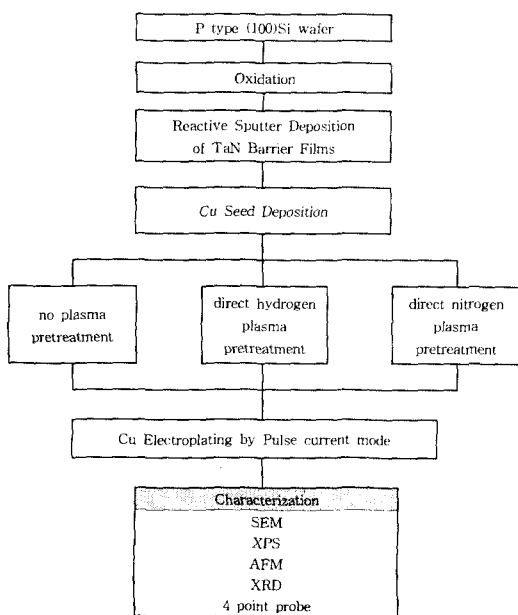 P type (100)Si wafer
Oxidation
Reactive Sputter Deposition
of TaN Barrier Films
Cu Seed Deposition
no plasma
pretreatment
direct hydrogen
plasma
pretreatment
direct nitrogen
plasma
pretreatment
Cu Electroplating by Pulse current mode
Characterization
SEM
XPS
AFM
XRD
4 point probe